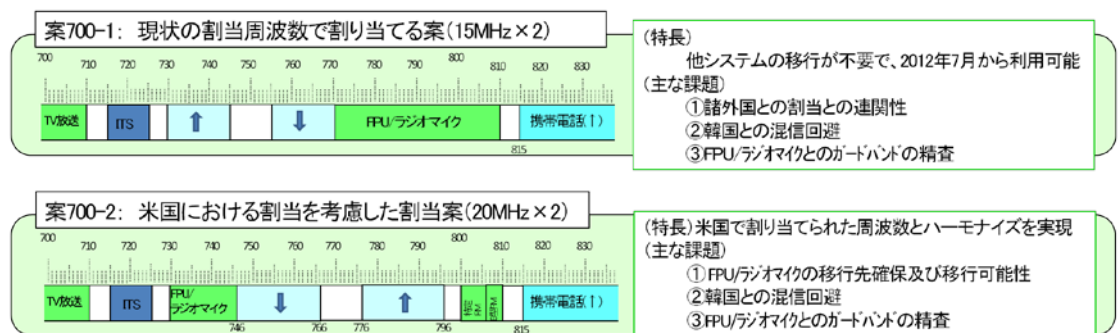 案700-1: 現状の割当周波数で割り当てる案(15MHz×2)
700 710 720 730 740 750 760 770 780 790 800 810 820 830
TV放送 ITS ↑ ↓ FPU/ラジオマイク 携帯電話(↑)
815
(特長)
他システムの移行が不要で、2012年7月から利用可能
(主な課題)
①諸外国との割当との連関性
②韓国との混信回避
③FPU/ラジオマイクとのガードバンドの精査
案700-2: 米国における割当を考慮した割当案(20MHz×2)
700 710 720 730 740 750 760 770 780 790 800 810 820 830
TV放送 ITS FPU/
ラジオマイク ↓ ↑ 携帯電話(↑)
746 766 776 796 815
(特長)米国で割り当てられた周波数とハーモナイズを実現
(主な課題)
①FPU/ラジオマイクの移行先確保及び移行可能性
②韓国との混信回避
③FPU/ラジオマイクとのガードバンドの精査